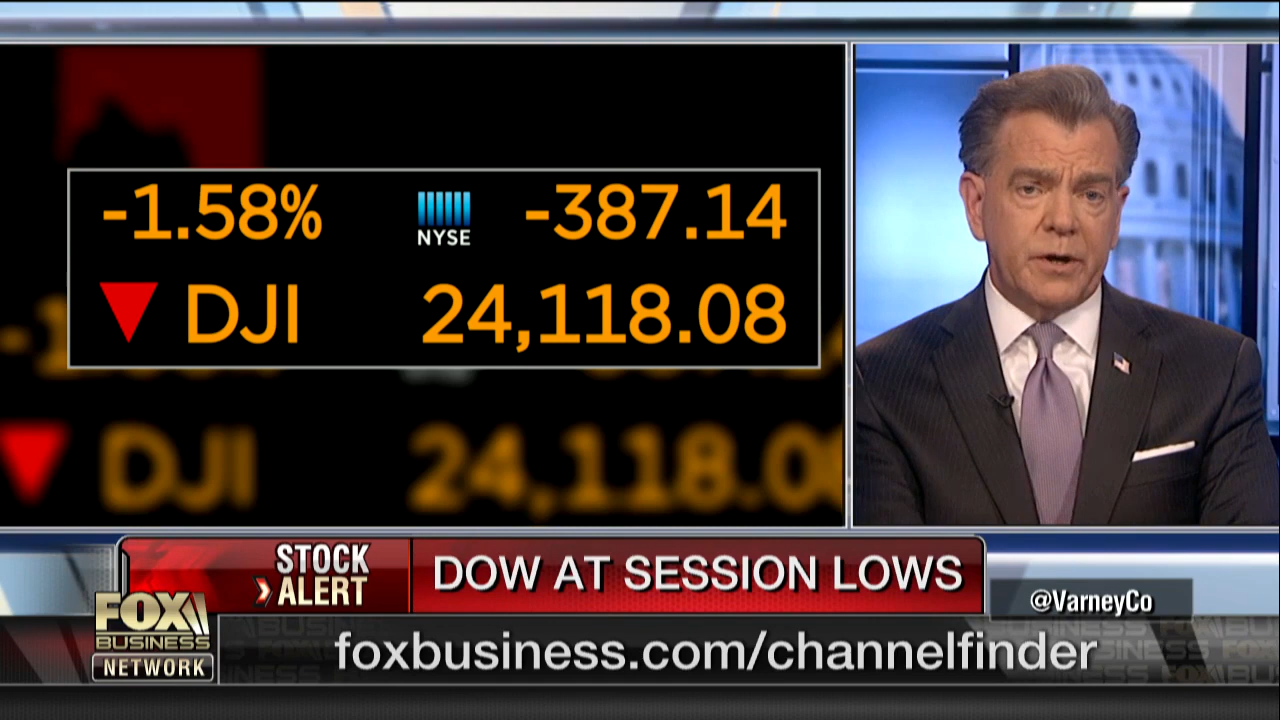 -1.58%
NYSE
-387.14
DJI
24,118.08
DJI
24,118.0
STOCK
ALERT
DOW AT SESSION LOWS
@VarneyCo
FOX
BUSINESS
NETWORK
foxbusiness.com/channelfinder